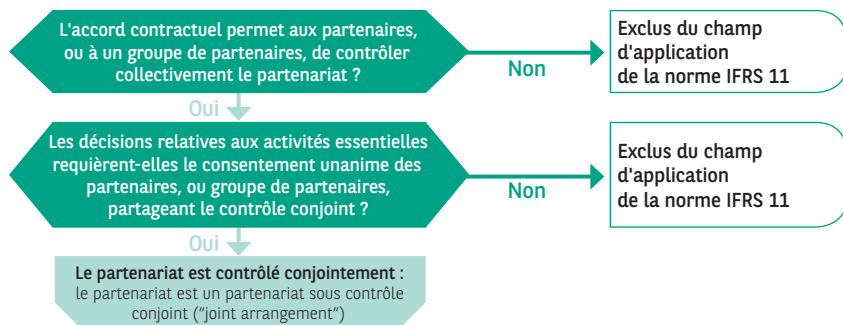 L'accord contractuel permet aux partenaires,
ou à un groupe de partenaires, de contrôler
collectivement le partenariat ?
Non
Exclus du champ
d'application
de la norme IFRS 11
Oui
Les décisions relatives aux activités essentielles
requièrent-elles le consentement unanime des
partenaires, ou groupe de partenaires,
partageant le contrôle conjoint ?
Non
Exclus du champ
d'application
de la norme IFRS 11
Oui
Le partenariat est contrôlé conjointement :
le partenariat est un partenariat sous contrôle
conjoint ("joint arrangement")